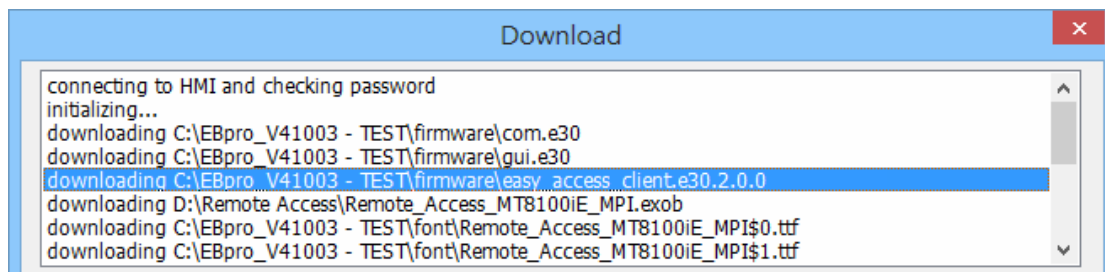 Download
connecting to HMI and checking password
initializing...
downloading C:\EBpro_V41003 - TEST\firmware\com.e30
downloading C:\EBpro_V41003 - TEST\firmware\gui.e30
downloading C:\EBpro_V41003 - TEST\firmware\easy_access_client.e30.2.0.0
downloading D:\Remote Access\Remote_Access_MT8100iE_MPI.exob
downloading C:\EBpro_V41003 - TEST\font\Remote_Access_MT8100iE_MPI$0.ttf
downloading C:\EBpro_V41003 - TEST\font\Remote_Access_MT8100iE_MPI$1.ttf